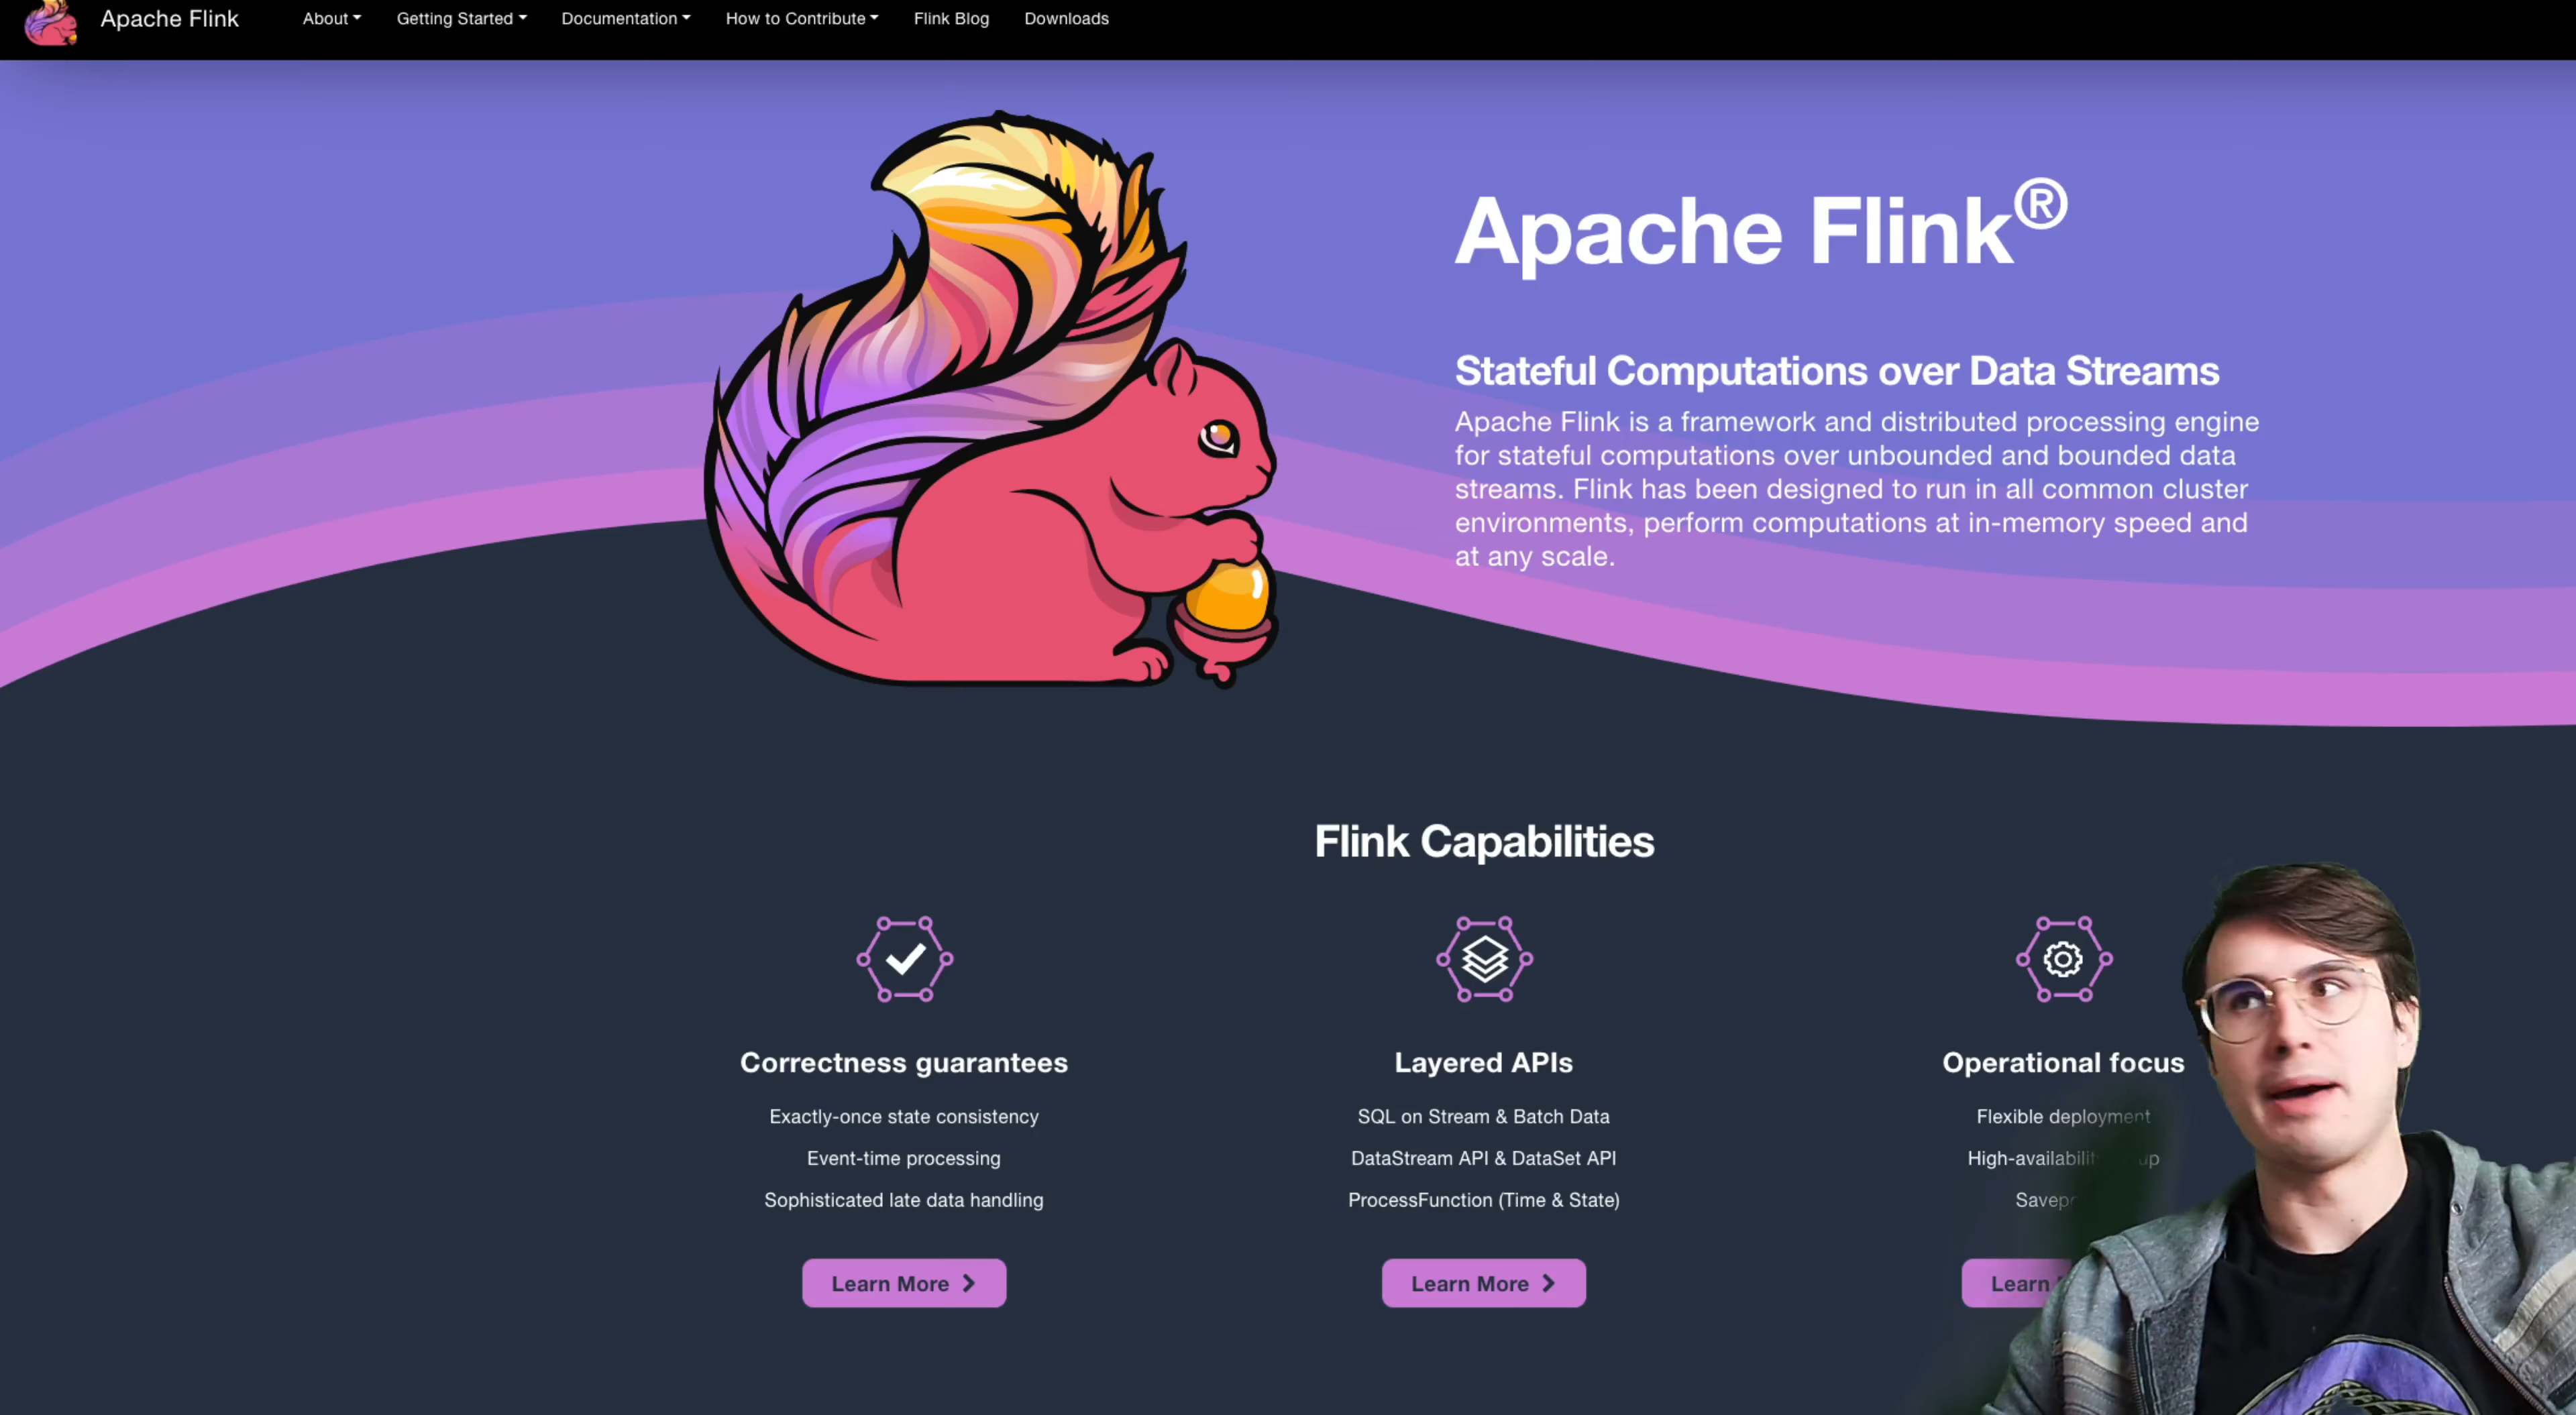 Apache Flink
About
Getting Started
Documentation
How to Contribute
Flink Blog
Downloads
Apache Flink®
Stateful Computations over Data Streams
Apache Flink is a framework and distributed processing engine
for stateful computations over unbounded and bounded data
streams. Flink has been designed to run in all common cluster
environments, perform computations at in-memory speed and
at any scale.
Flink Capabilities
Correctness guarantees
Exactly-once state consistency
Event-time processing
Sophisticated late data handling
Learn More
Layered APIs
SQL on Stream & Batch Data
DataStream API & DataSet API
ProcessFunction (Time & State)
Learn More
Operational focus
Flexible deployment
Learn